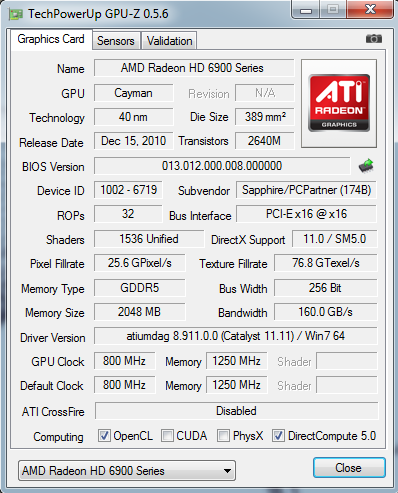 TechPowerUp GPU-Z 0.5.6
Graphics Card Sensors Validation
Name AMD Radeon HD 6900 Series
GPU Cayman Revision N/A
Technology 40 nm Die Size 389 mm²
Release Date Dec 15, 2010 Transistors 2640M
ATI
RADEON
GRAPHICS
BIOS Version 013.012.000.008.000000
Device ID 1002 - 6719 Subvendor Sapphire/PCPartner (174B)
ROPs 32 Bus Interface PCI-E x16 @ x16
Shaders 1536 Unified DirectX Support 11.0 / SM5.0
Pixel Fillrate 25.6 GPixel/s Texture Fillrate 76.8 GTexel/s
Memory Type GDDR5 Bus Width 256 Bit
Memory Size 2048 MB Bandwidth 160.0 GB/s
Driver Version atiumdag 8.911.0.0 (Catalyst 11.11) / Win7 64
GPU Clock 800 MHz Memory 1250 MHz Shader
Default Clock 800 MHz Memory 1250 MHz Shader
ATI CrossFire Disabled
Computing OpenCL CUDA PhysX DirectCompute 5.0
AMD Radeon HD 6900 Series Close